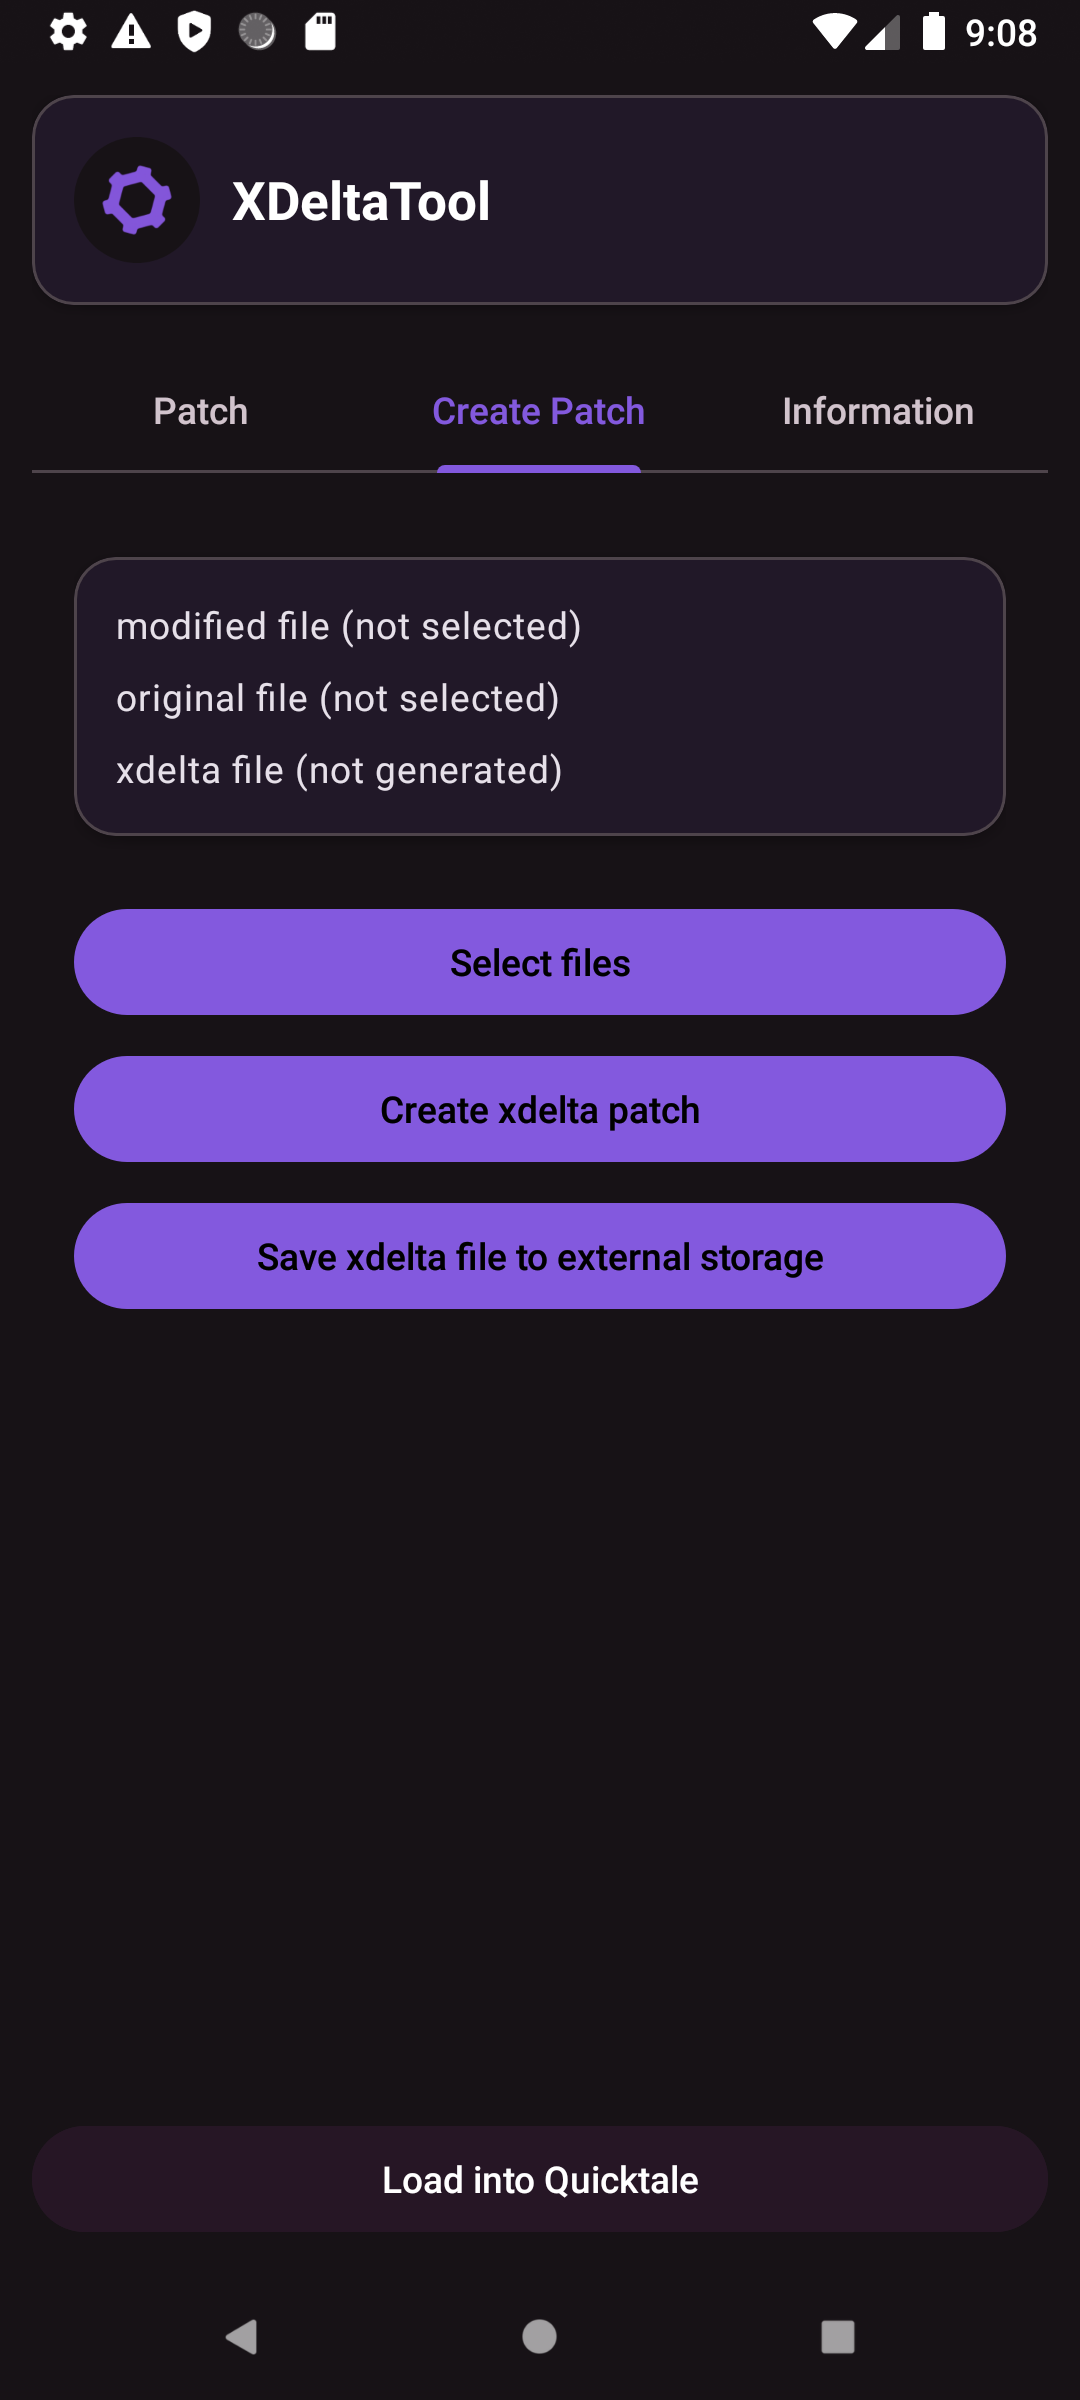 9:08
XDeltaTool
Patch
Create Patch
Information
modified file (not selected)
original file (not selected)
xdelta file (not generated)
Select files
Create xdelta patch
Save xdelta file to external storage
Load into Quicktale